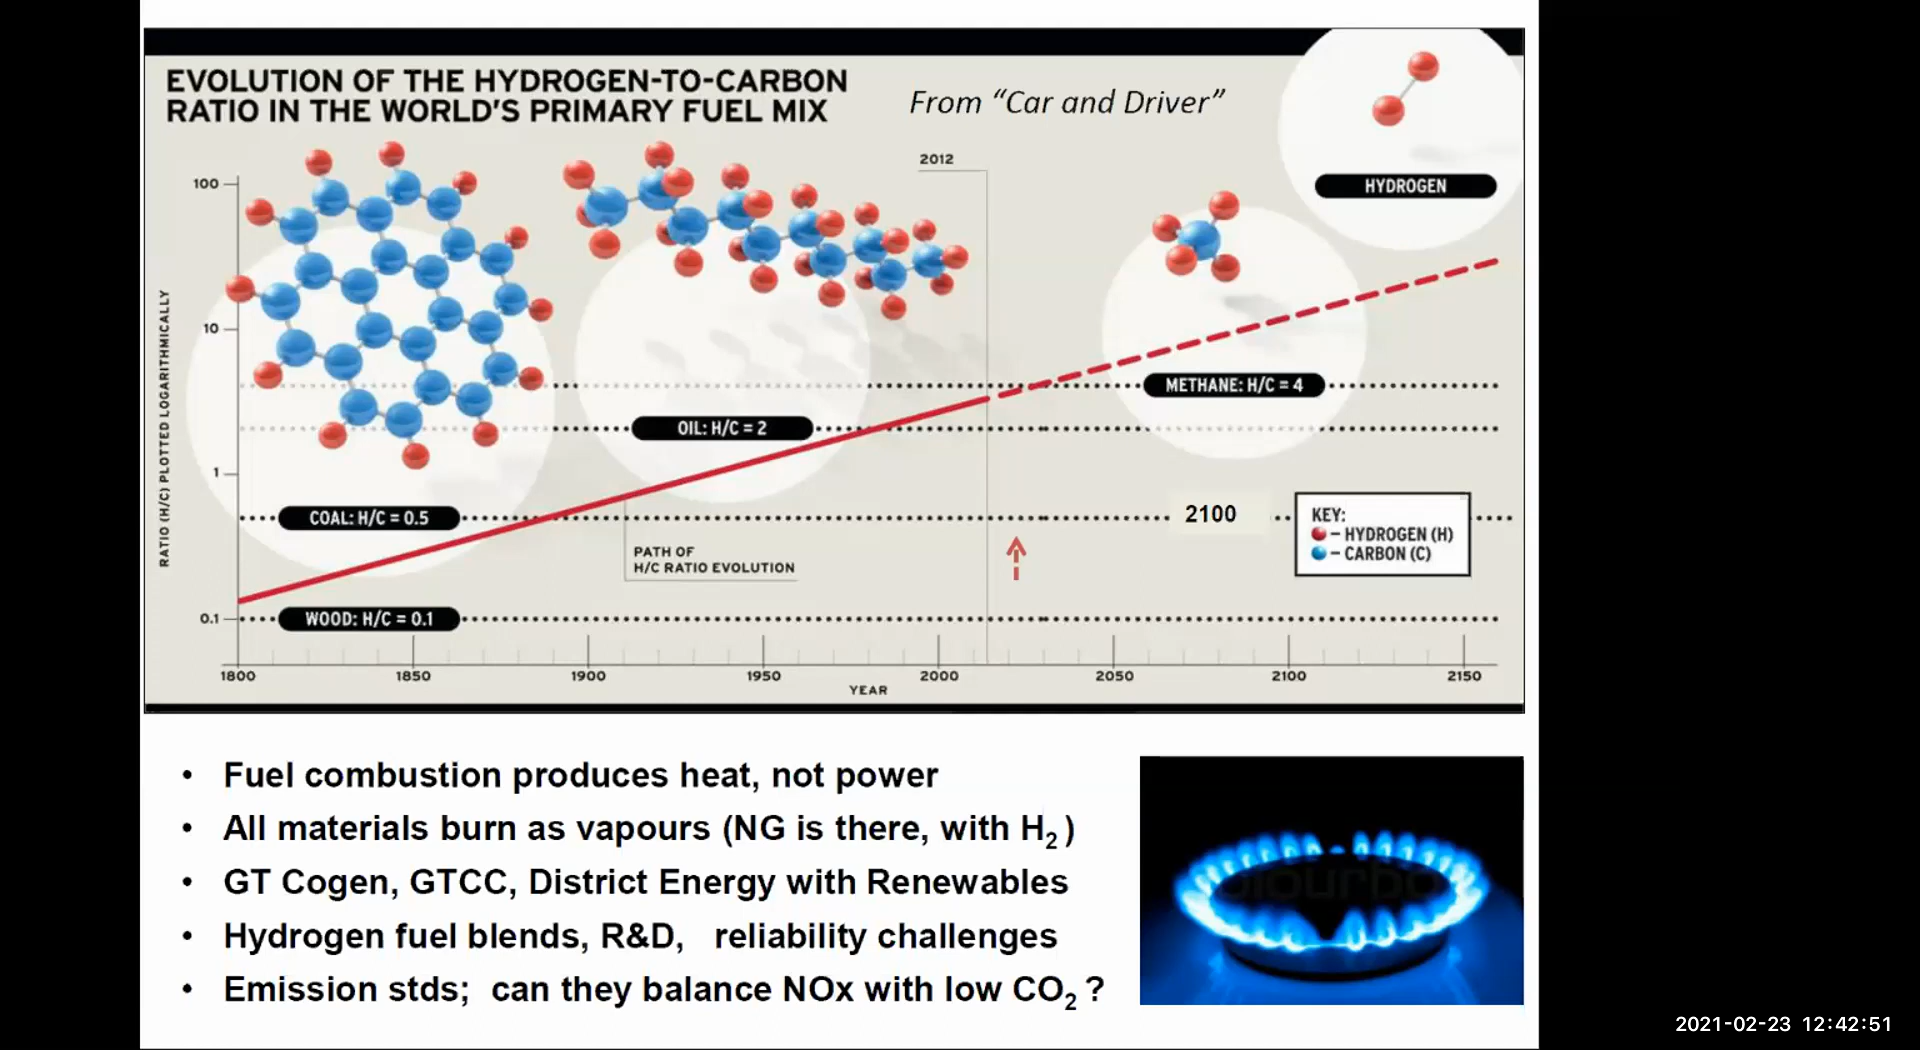 EVOLUTION OF THE HYDROGEN-TO-CARBON
RATIO IN THE WORLD'S PRIMARY FUEL MIX
From “Car and Driver”
2012
HYDROGEN
100
10
1
0.1
RATIO (H/C) PLOTTED LOGARITHMICALLY
METHANE: H/C = 4
OIL: H/C = 2
COAL: H/C = 0.5
2100
KEY:
– HYDROGEN (H)
– CARBON (C)
PATH OF
H/C RATIO EVOLUTION
WOOD: H/C = 0.1
1800 1850 1900 1950 2000 2050 2100 2150
YEAR
• Fuel combustion produces heat, not power
• All materials burn as vapours (NG is there, with H₂ )
• GT Cogen, GTCC, District Energy with Renewables
• Hydrogen fuel blends, R&D, reliability challenges
• Emission stds; can they balance NOx with low CO₂ ?
2021-02-23 12:42:51